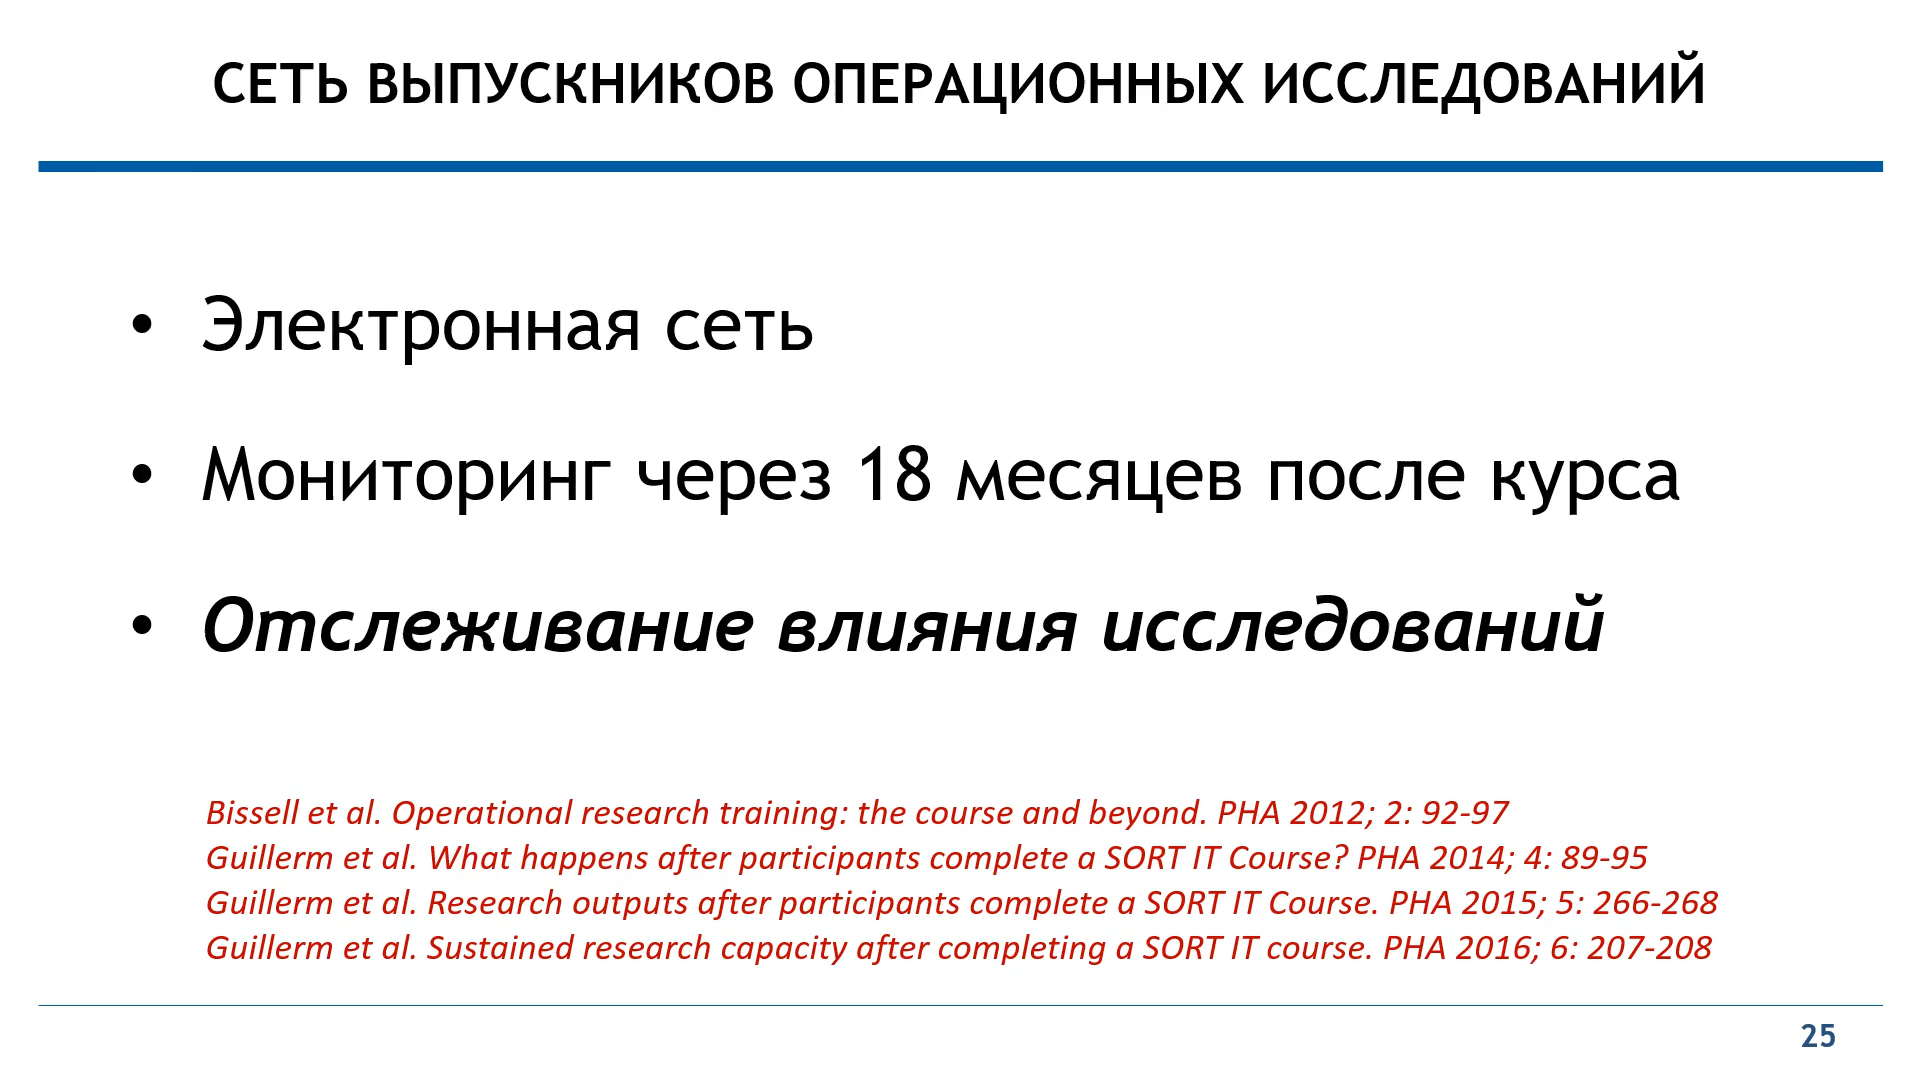 СЕТЬ ВЫПУСКНИКОВ ОПЕРАЦИОННЫХ ИССЛЕДОВАНИЙ
• Электронная сеть
• Мониторинг через 18 месяцев после курса
• Отслеживание влияния исследований
Bissell et al. Operational research training: the course and beyond. PHA 2012; 2: 92-97
Guillerm et al. What happens after participants complete a SORT IT Course? PHA 2014; 4: 89-95
Guillerm et al. Research outputs after participants complete a SORT IT Course. PHA 2015; 5: 266-268
Guillerm et al. Sustained research capacity after completing a SORT IT course. PHA 2016; 6: 207-208
25